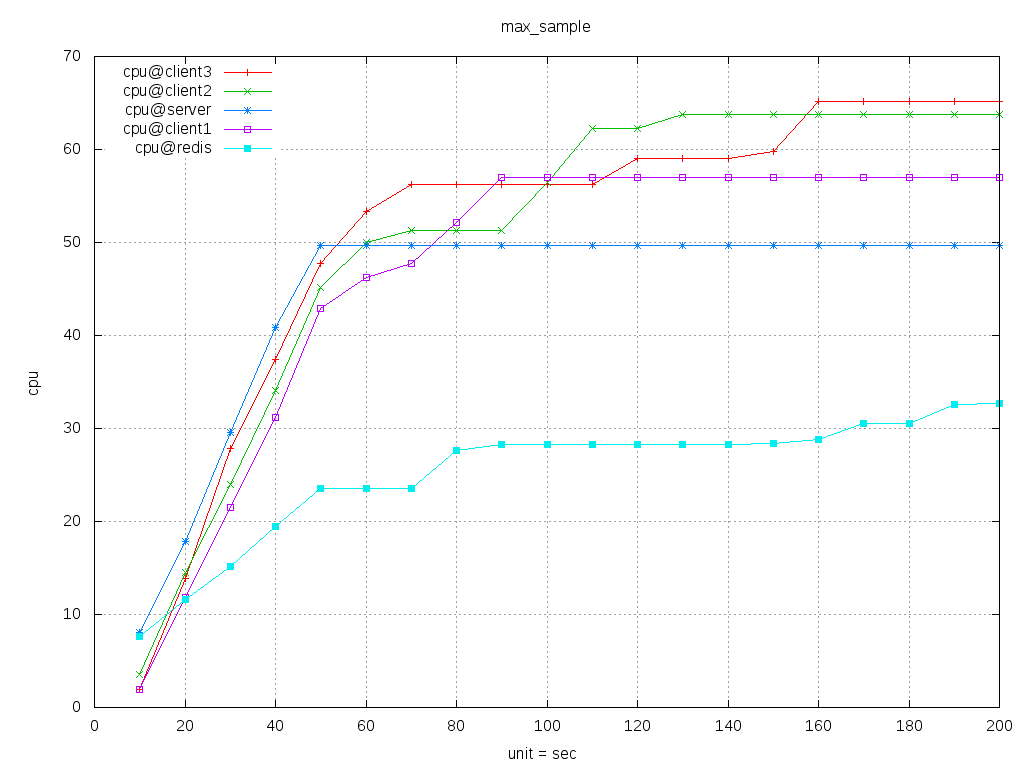 max_sample
70
60
50
40
30
20
10
0
cpu
cpu@client3
cpu@client2
cpu@server
cpu@client1
cpu@redis
0 20 40 60 80 100 120 140 160 180 200
unit = sec